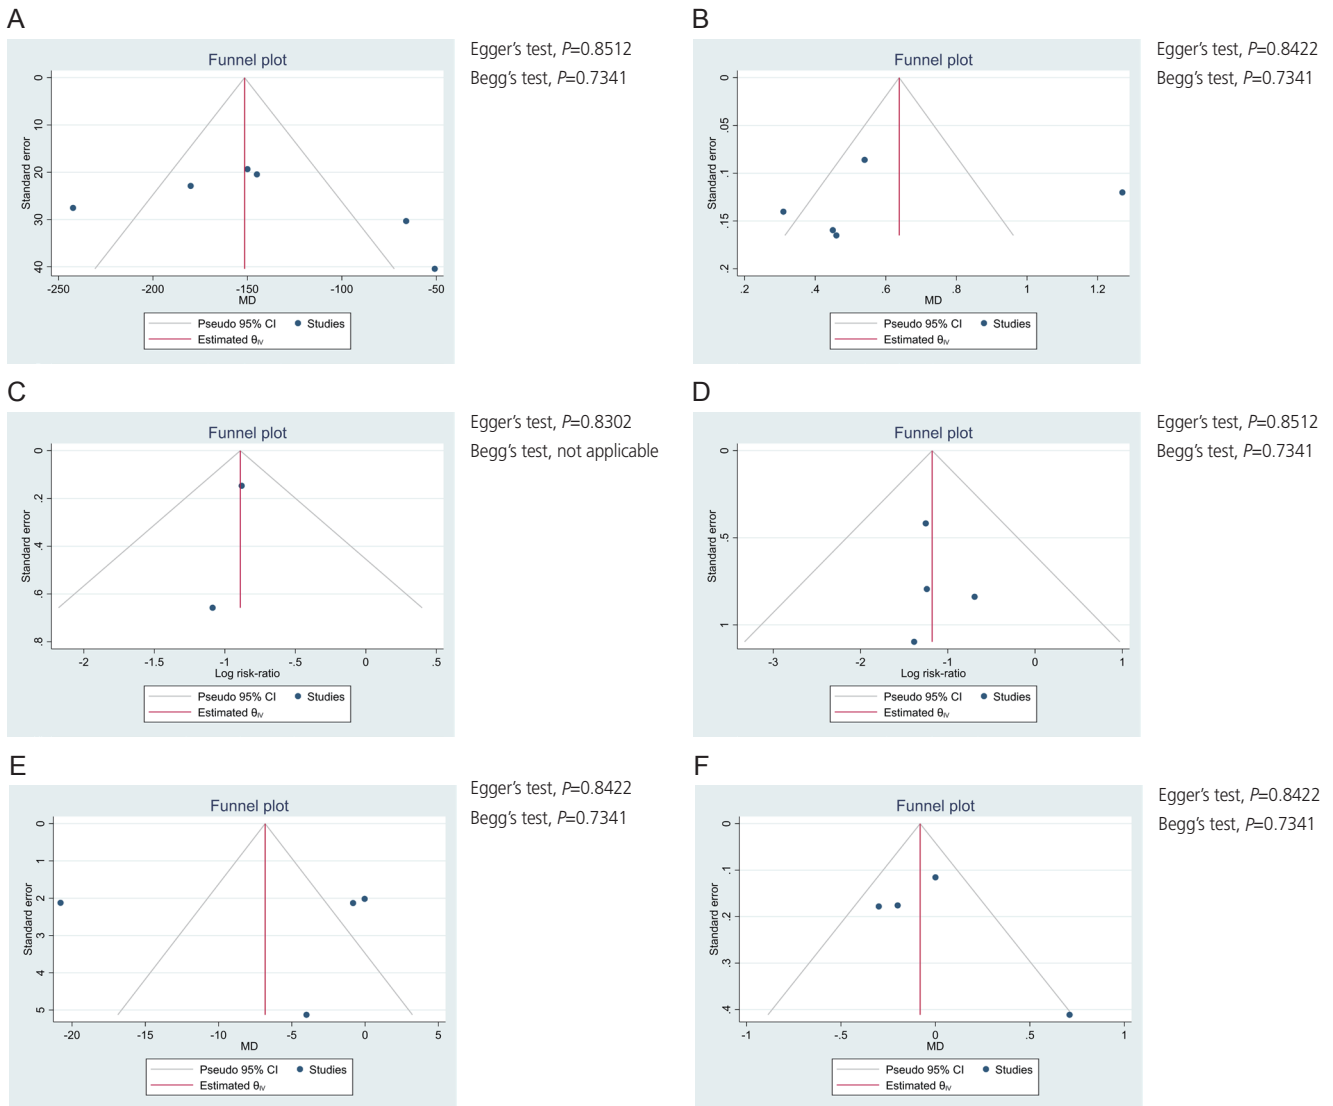 A
Funnel plot
Egger's test, P=0.8512
Begg's test, P=0.7341
Standard error
0
10
20
30
40
-250
-200
-150
-100
-50
MD
Pseudo 95% CI
Studies
Estimated θIV
B
Funnel plot
Egger's test, P=0.8422
Begg's test, P=0.7341
Standard error
0
.05
.1
.15
.2
.2
.4
.6
.8
1
1.2
MD
Pseudo 95% CI
Studies
Estimated θIV
C
Funnel plot
Egger's test, P=0.8302
Begg's test, not applicable
Standard error
0
.2
.4
.6
.8
-2
-1.5
-1
-.5
0
.5
Log risk-ratio
Pseudo 95% CI
Studies
Estimated θIV
D
Funnel plot
Egger's test, P=0.8512
Begg's test, P=0.7341
Standard error
0
.5
1
-3
-2
-1
0
1
Log risk-ratio
Pseudo 95% CI
Studies
Estimated θIV
E
Funnel plot
Egger's test, P=0.8422
Begg's test, P=0.7341
Standard error
0
1
2
3
4
5
-20
-15
-10
-5
0
5
MD
Pseudo 95% CI
Studies
Estimated θIV
F
Funnel plot
Egger's test, P=0.8422
Begg's test, P=0.7341
Standard error
0
.1
.2
.3
.4
-1
-.5
0
.5
1
MD
Pseudo 95% CI
Studies
Estimated θIV